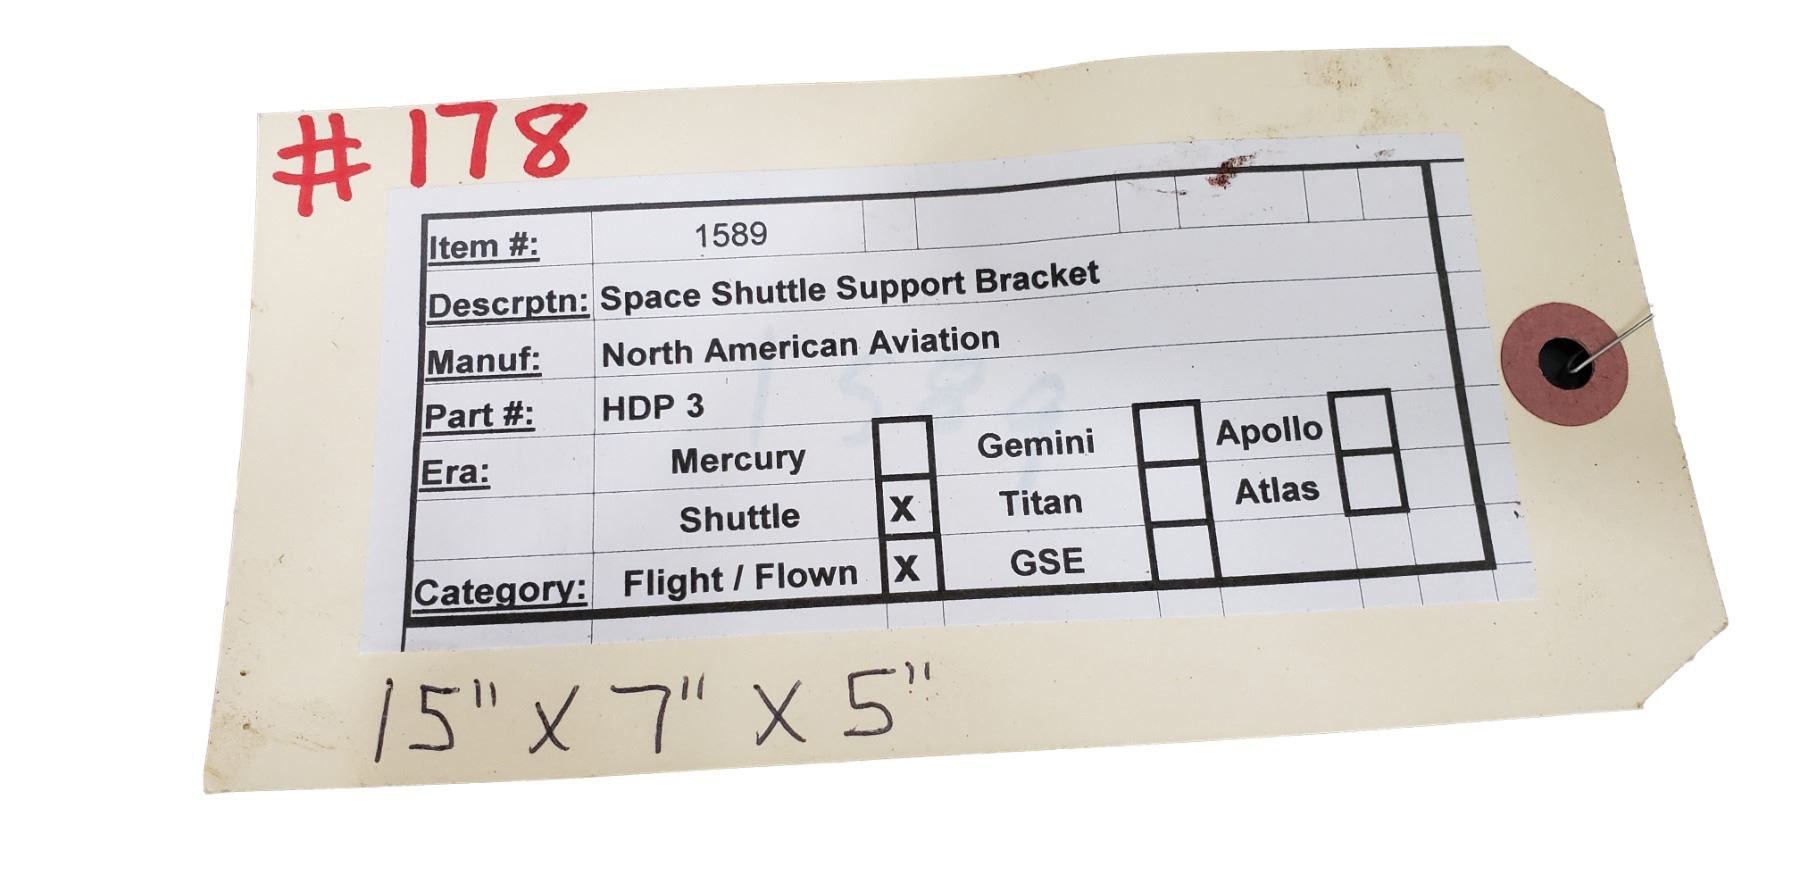 #178
Item #: 1589
Descrptn: Space Shuttle Support Bracket
Manuf: North American Aviation
Part #: HDP 3
Era: Mercury Gemini Apollo
Shuttle X Titan Atlas
Category: Flight / Flown X GSE
15" x 7" x 5"